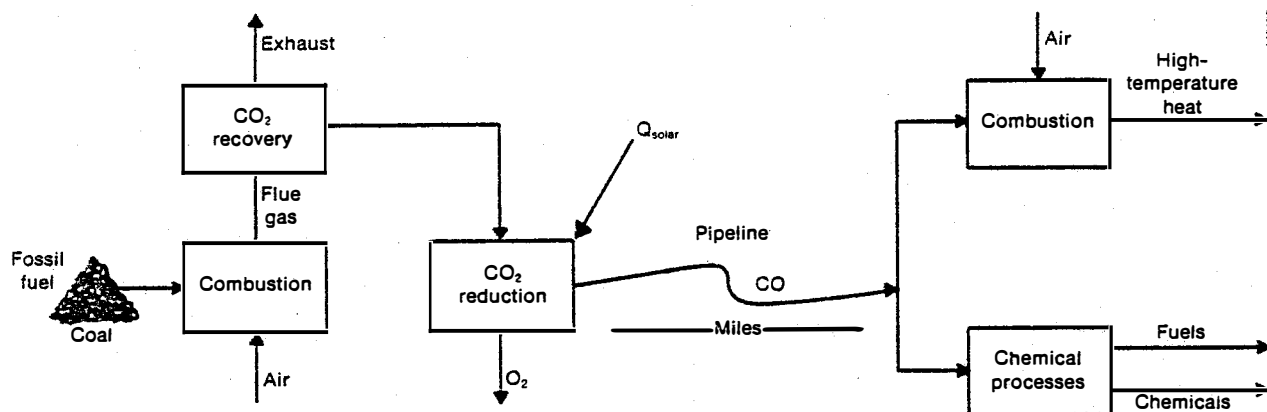 Exhaust
CO₂
recovery
Flue
gas
Fossil
fuel
Coal
Combustion
Air
Q_solar
CO₂
reduction
O₂
Pipeline
CO
Miles
Air
Combustion
High-
temperature
heat
Chemical
processes
Fuels
Chemicals